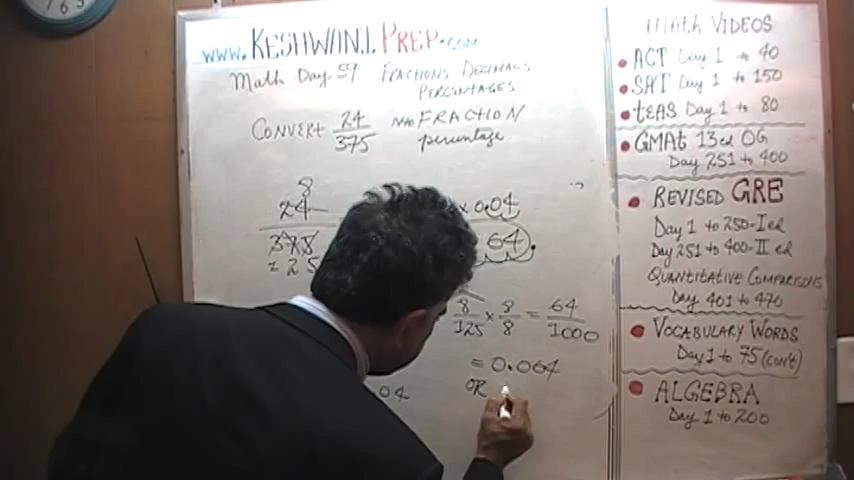 www.KESHWANI PREP.com
Math Day 59 FRACTIONS DECIMALS
PERCENTAGES
CONVERT 24/375 into FRACTION
percentage
8
24
375
125
x 0.04
64.
8/125 x 8/8 = 64/1000
= 0.064
OR
04
Math VIDEOS
ACT Day 1 to 40
SAT Day 1 to 150
tEAS Day 1 to 80
GMAt 13ed OG
Day 251 to 400
REVISED GRE
Day 1 to 250-I ed
Day 251 to 400-II ed
QUANTITATIVE COMPARISONS
Day 401 to 470
VOCABULARY WORDS
Day 1 to 75 (con't)
ALGEBRA
Day 1 to 200